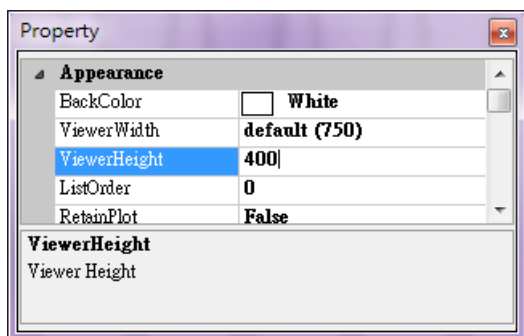 Property
Appearance
BackColor White
ViewerWidth default (750)
ViewerHeight 400
ListOrder 0
RetainPlot False
ViewerHeight
Viewer Height